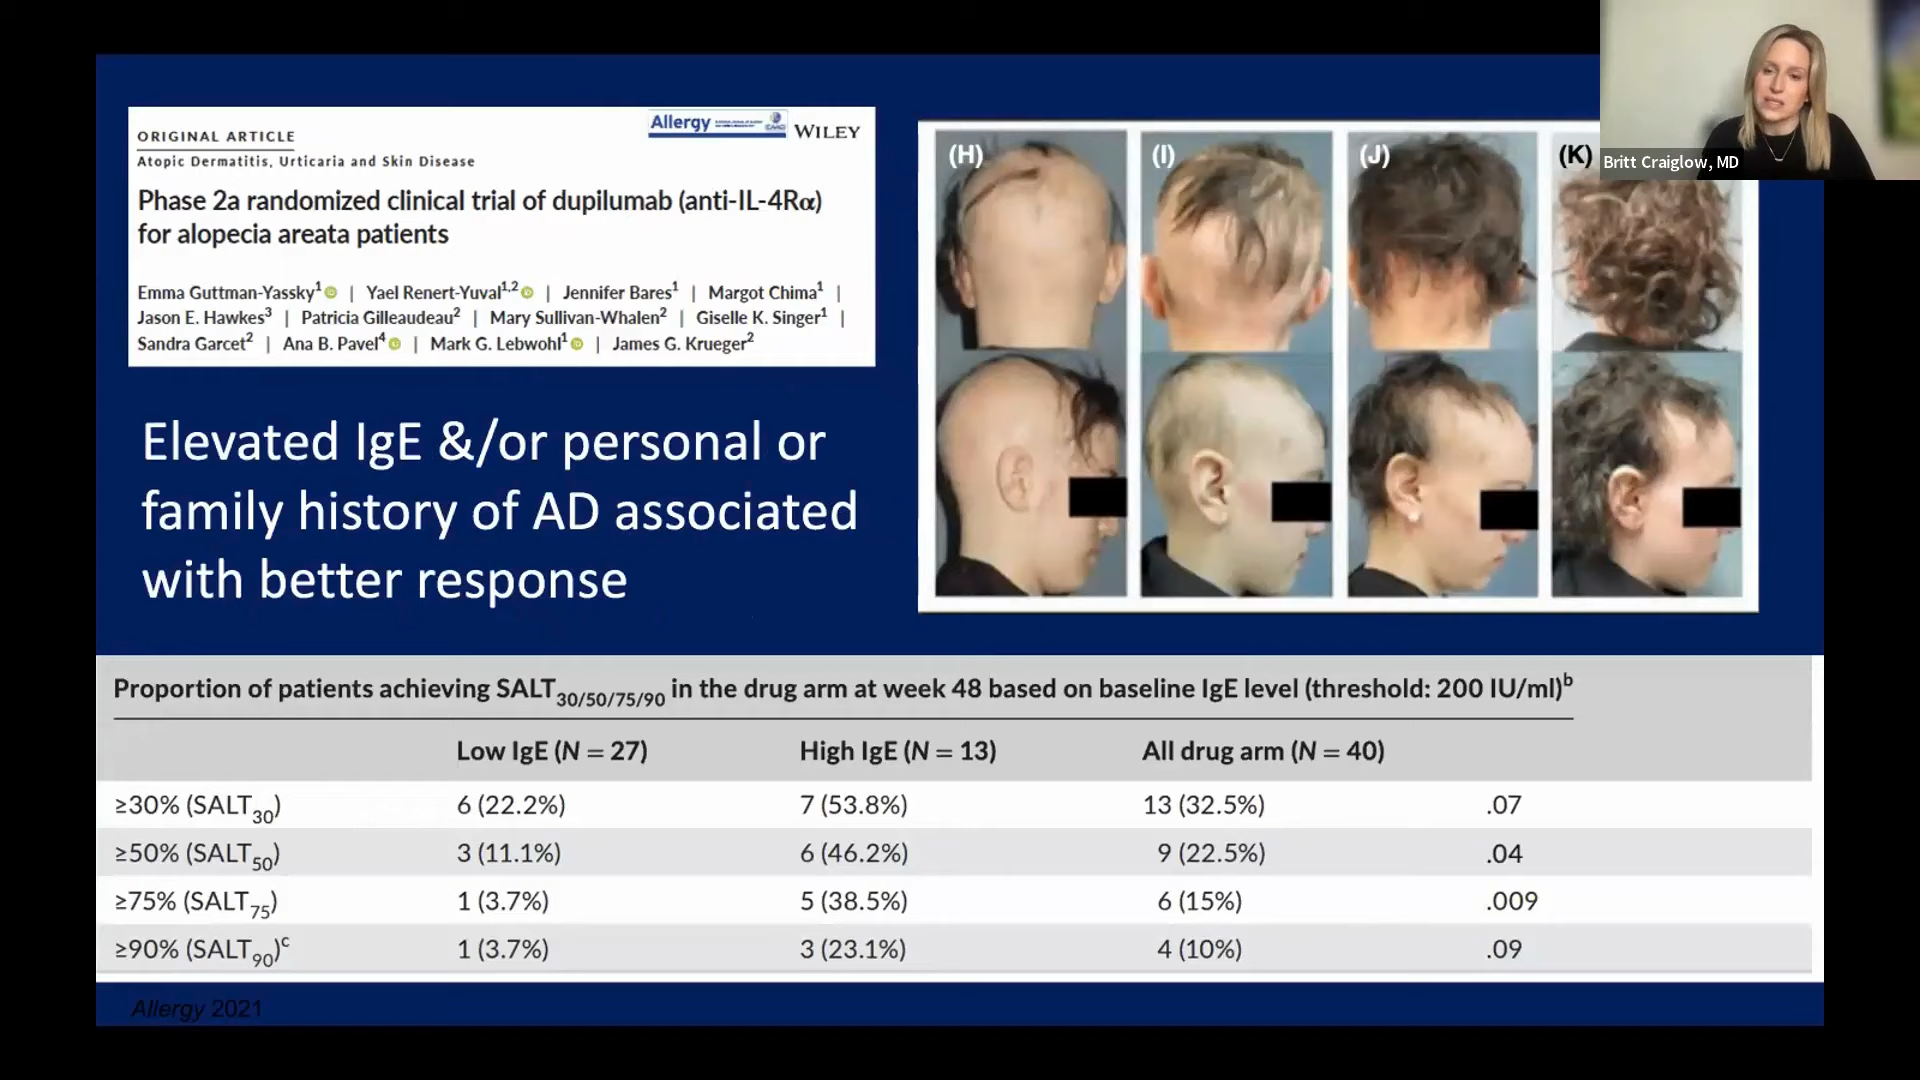 ORIGINAL ARTICLE
Allergy
WILEY
Atopic Dermatitis, Urticaria and Skin Disease
Phase 2a randomized clinical trial of dupilumab (anti-IL-4Rα)
for alopecia areata patients
Emma Guttman-Yassky1 | Yael Renert-Yuval1,2 | Jennifer Bares1 | Margot Chima1 |
Jason E. Hawkes3 | Patricia Gilleaudeau2 | Mary Sullivan-Whalen2 | Giselle K. Singer1 |
Sandra Garcet2 | Ana B. Pavel4 | Mark G. Lebwohl1 | James G. Krueger2
Elevated IgE &/or personal or
family history of AD associated
with better response
(H) (I) (J) (K)
Britt Craiglow, MD
Proportion of patients achieving SALT30/50/75/90 in the drug arm at week 48 based on baseline IgE level (threshold: 200 IU/ml)b
Low IgE (N = 27) High IgE (N = 13) All drug arm (N = 40)
≥30% (SALT30) 6 (22.2%) 7 (53.8%) 13 (32.5%) .07
≥50% (SALT50) 3 (11.1%) 6 (46.2%) 9 (22.5%) .04
≥75% (SALT75) 1 (3.7%) 5 (38.5%) 6 (15%) .009
≥90% (SALT90)c 1 (3.7%) 3 (23.1%) 4 (10%) .09
Allergy 2021